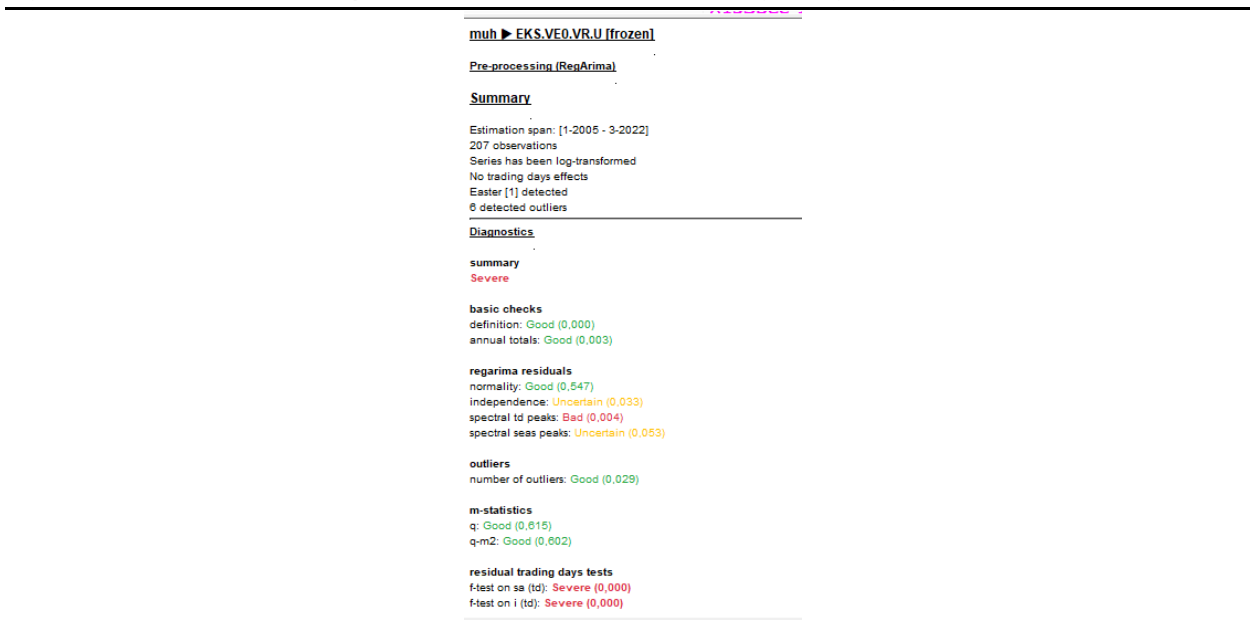 muh ▶ EKS.VE0.VR.U [frozen]
Pre-processing (RegArima)
Summary
Estimation span: [1-2005 - 3-2022]
207 observations
Series has been log-transformed
No trading days effects
Easter [1] detected
6 detected outliers
Diagnostics
summary
Severe
basic checks
definition: Good (0,000)
annual totals: Good (0,003)
regarima residuals
normality: Good (0,547)
independence: Uncertain (0,033)
spectral td peaks: Bad (0,004)
spectral seas peaks: Uncertain (0,053)
outliers
number of outliers: Good (0,029)
m-statistics
q: Good (0,615)
q-m2: Good (0,602)
residual trading days tests
f-test on sa (td): Severe (0,000)
f-test on i (td): Severe (0,000)